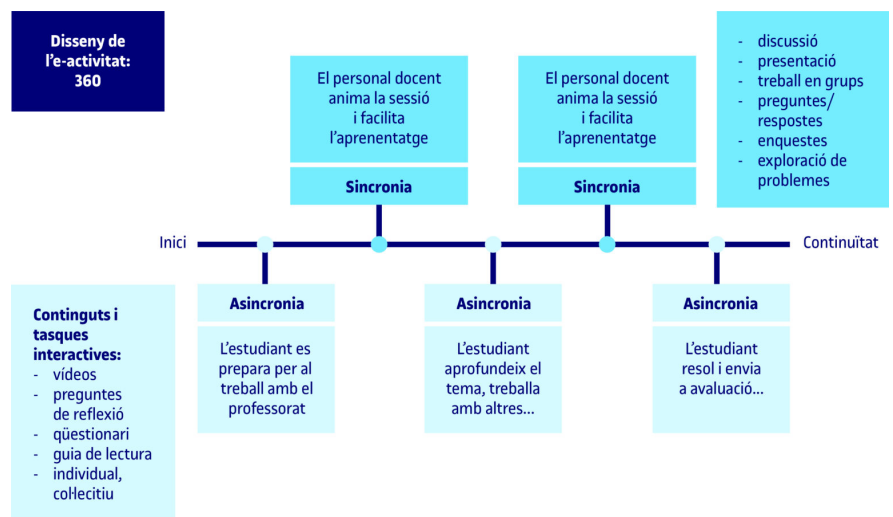 Disseny de
l'e-activitat:
360
El personal docent
anima la sessió
i facilita
l'aprenentatge
Sincronia
El personal docent
anima la sessió
i facilita
l'aprenentatge
Sincronia
- discussió
- presentació
- treball en grups
- preguntes/
respostes
- enquestes
- exploració de
problemes
Inici
Continuïtat
Continguts i
tasques
interactives:
- vídeos
- preguntes
de reflexió
- qüestionari
- guia de lectura
- individual,
col·lecitiu
Asincronia
L'estudiant es
prepara per al
treball amb el
professorat
Asincronia
L'estudiant
aprofundeix el
tema, treballa
amb altres...
Asincronia
L'estudiant
resol i envia
a avaluació...